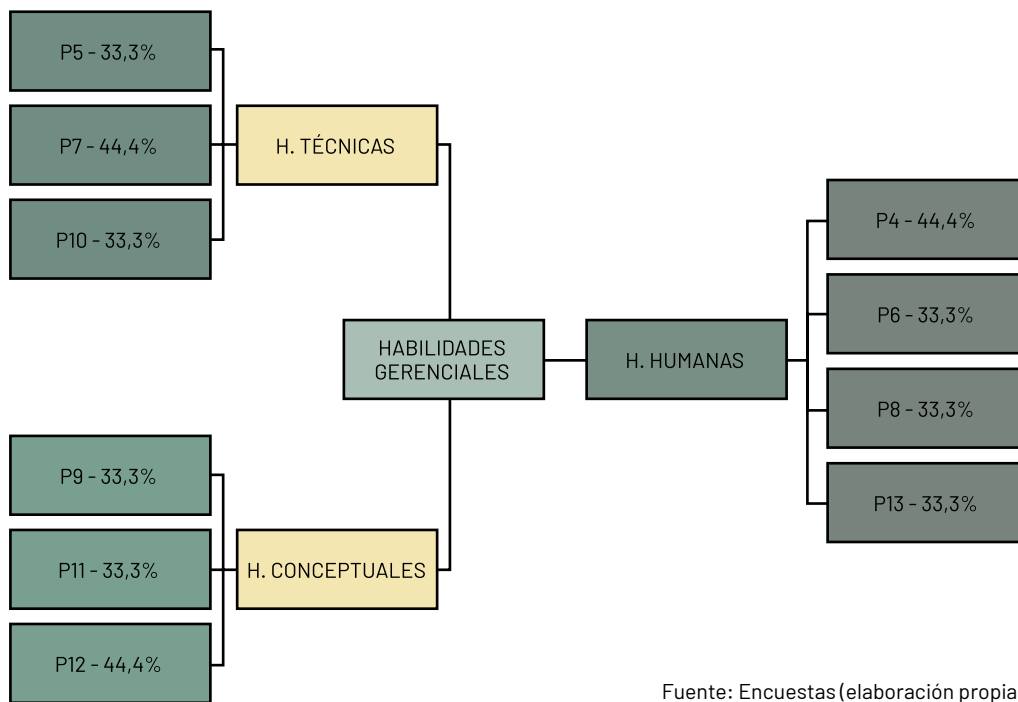 P5 - 33,3%
P7 - 44,4%
P10 - 33,3%
H. TÉCNICAS
HABILIDADES
GERENCIALES
H. HUMANAS
P4 - 44,4%
P6 - 33,3%
P8 - 33,3%
P13 - 33,3%
P9 - 33,3%
P11 - 33,3%
P12 - 44,4%
H. CONCEPTUALES
Fuente: Encuestas (elaboración propia